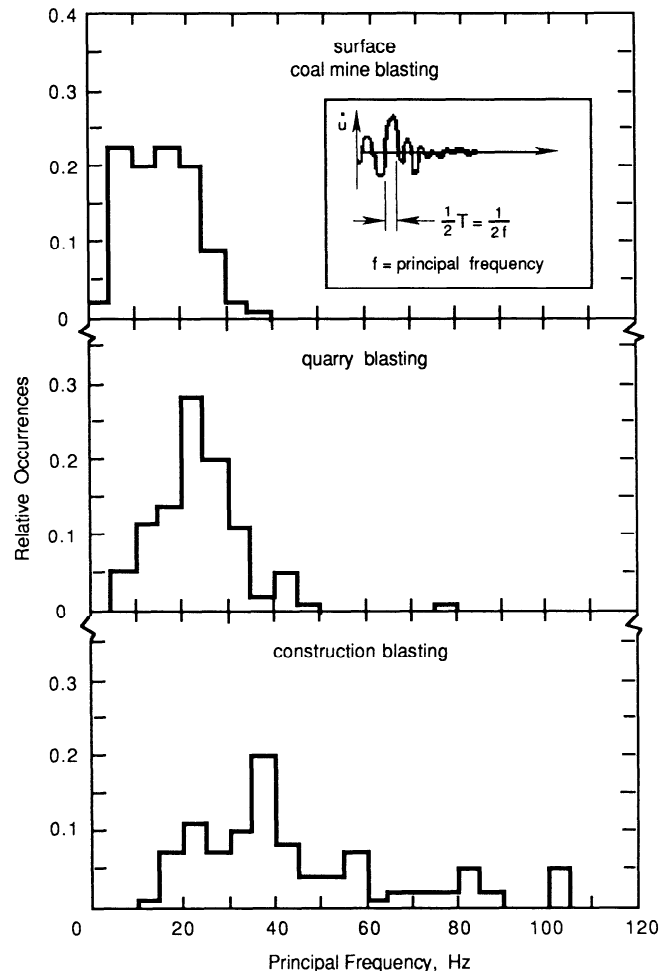 0.4
surface
coal mine blasting
0.3
u̇
0.2
½T = 1/2f
0.1
f = principal frequency
0
quarry blasting
0.3
0.2
0.1
0
Relative Occurrences
construction blasting
0.3
0.2
0.1
0 20 40 60 80 100 120
Principal Frequency, Hz